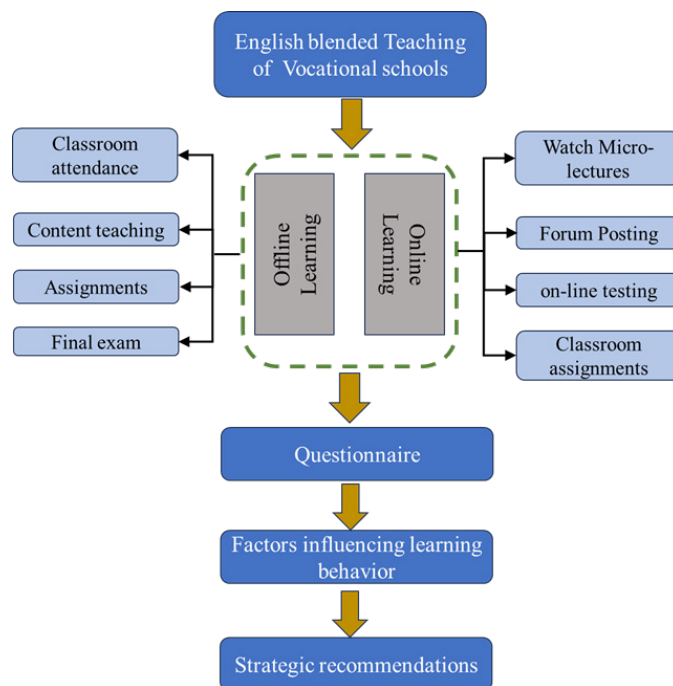 English blended Teaching
of Vocational schools
Classroom
attendance
Content teaching
Assignments
Final exam
Offline
Learning
Online
Learning
Watch Micro-
lectures
Forum Posting
on-line testing
Classroom
assignments
Questionnaire
Factors influencing learning
behavior
Strategic recommendations